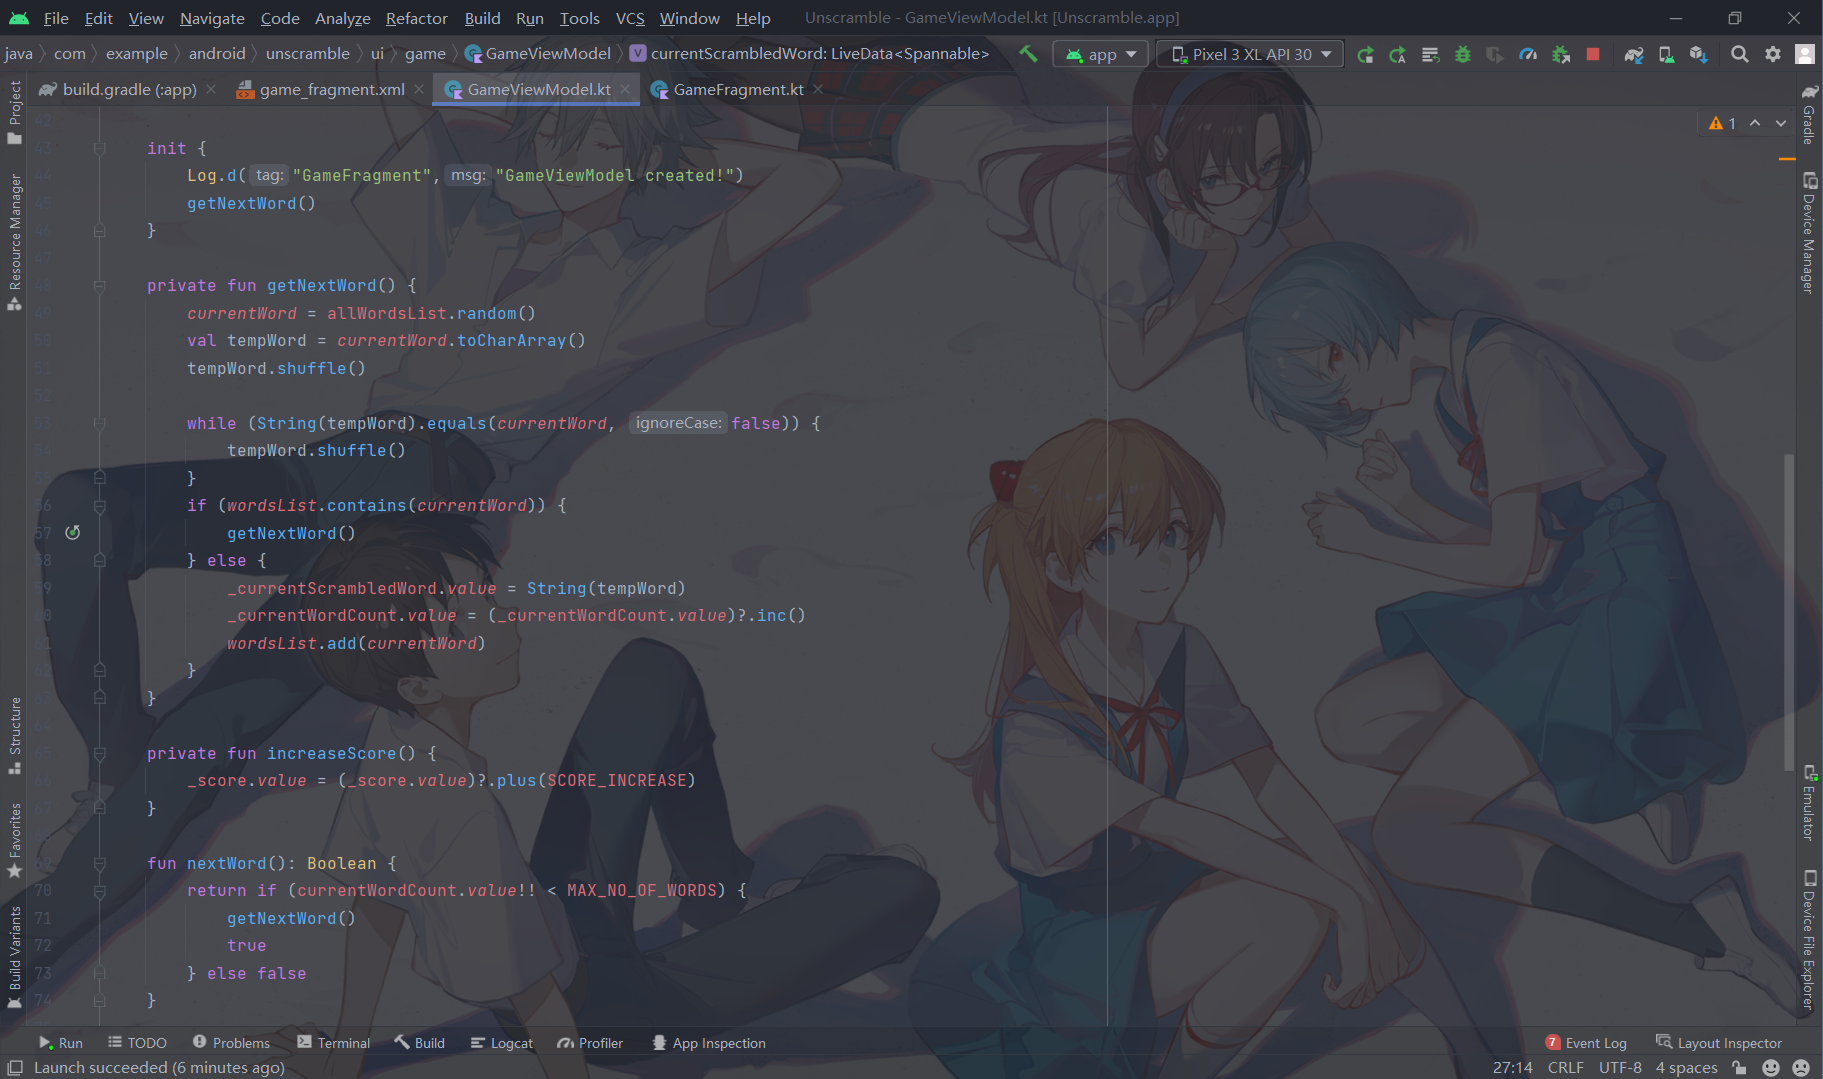 File Edit View Navigate Code Analyze Refactor Build Run Tools VCS Window Help Unscramble - GameViewModel.kt [Unscramble.app]
java com example android unscramble ui game GameViewModel V currentScrambledWord: LiveData<Spannable> app Pixel 3 XL API 30
build.gradle (:app) game_fragment.xml GameViewModel.kt GameFragment.kt
Project
Resource Manager
Structure
Favorites
Build Variants
1
42
43 init {
44 Log.d( tag: "GameFragment", msg: "GameViewModel created!")
45 getNextWord()
46 }
47
48 private fun getNextWord() {
49 currentWord = allWordsList.random()
50 val tempWord = currentWord.toCharArray()
51 tempWord.shuffle()
52
53 while (String(tempWord).equals(currentWord, ignoreCase: false)) {
54 tempWord.shuffle()
55 }
56 if (wordsList.contains(currentWord)) {
57 getNextWord()
58 } else {
59 _currentScrambledWord.value = String(tempWord)
60 _currentWordCount.value = (_currentWordCount.value)?.inc()
61 wordsList.add(currentWord)
62 }
63 }
64
65 private fun increaseScore() {
66 _score.value = (_score.value)?.plus(SCORE_INCREASE)
67 }
68
69 fun nextWord(): Boolean {
70 return if (currentWordCount.value!! < MAX_NO_OF_WORDS) {
71 getNextWord()
72 true
73 } else false
74 }
Gradle
Device Manager
Emulator
Device File Explorer
Run TODO Problems Terminal Build Logcat Profiler App Inspection 7 Event Log Layout Inspector
Launch succeeded (6 minutes ago) 27:14 CRLF UTF-8 4 spaces